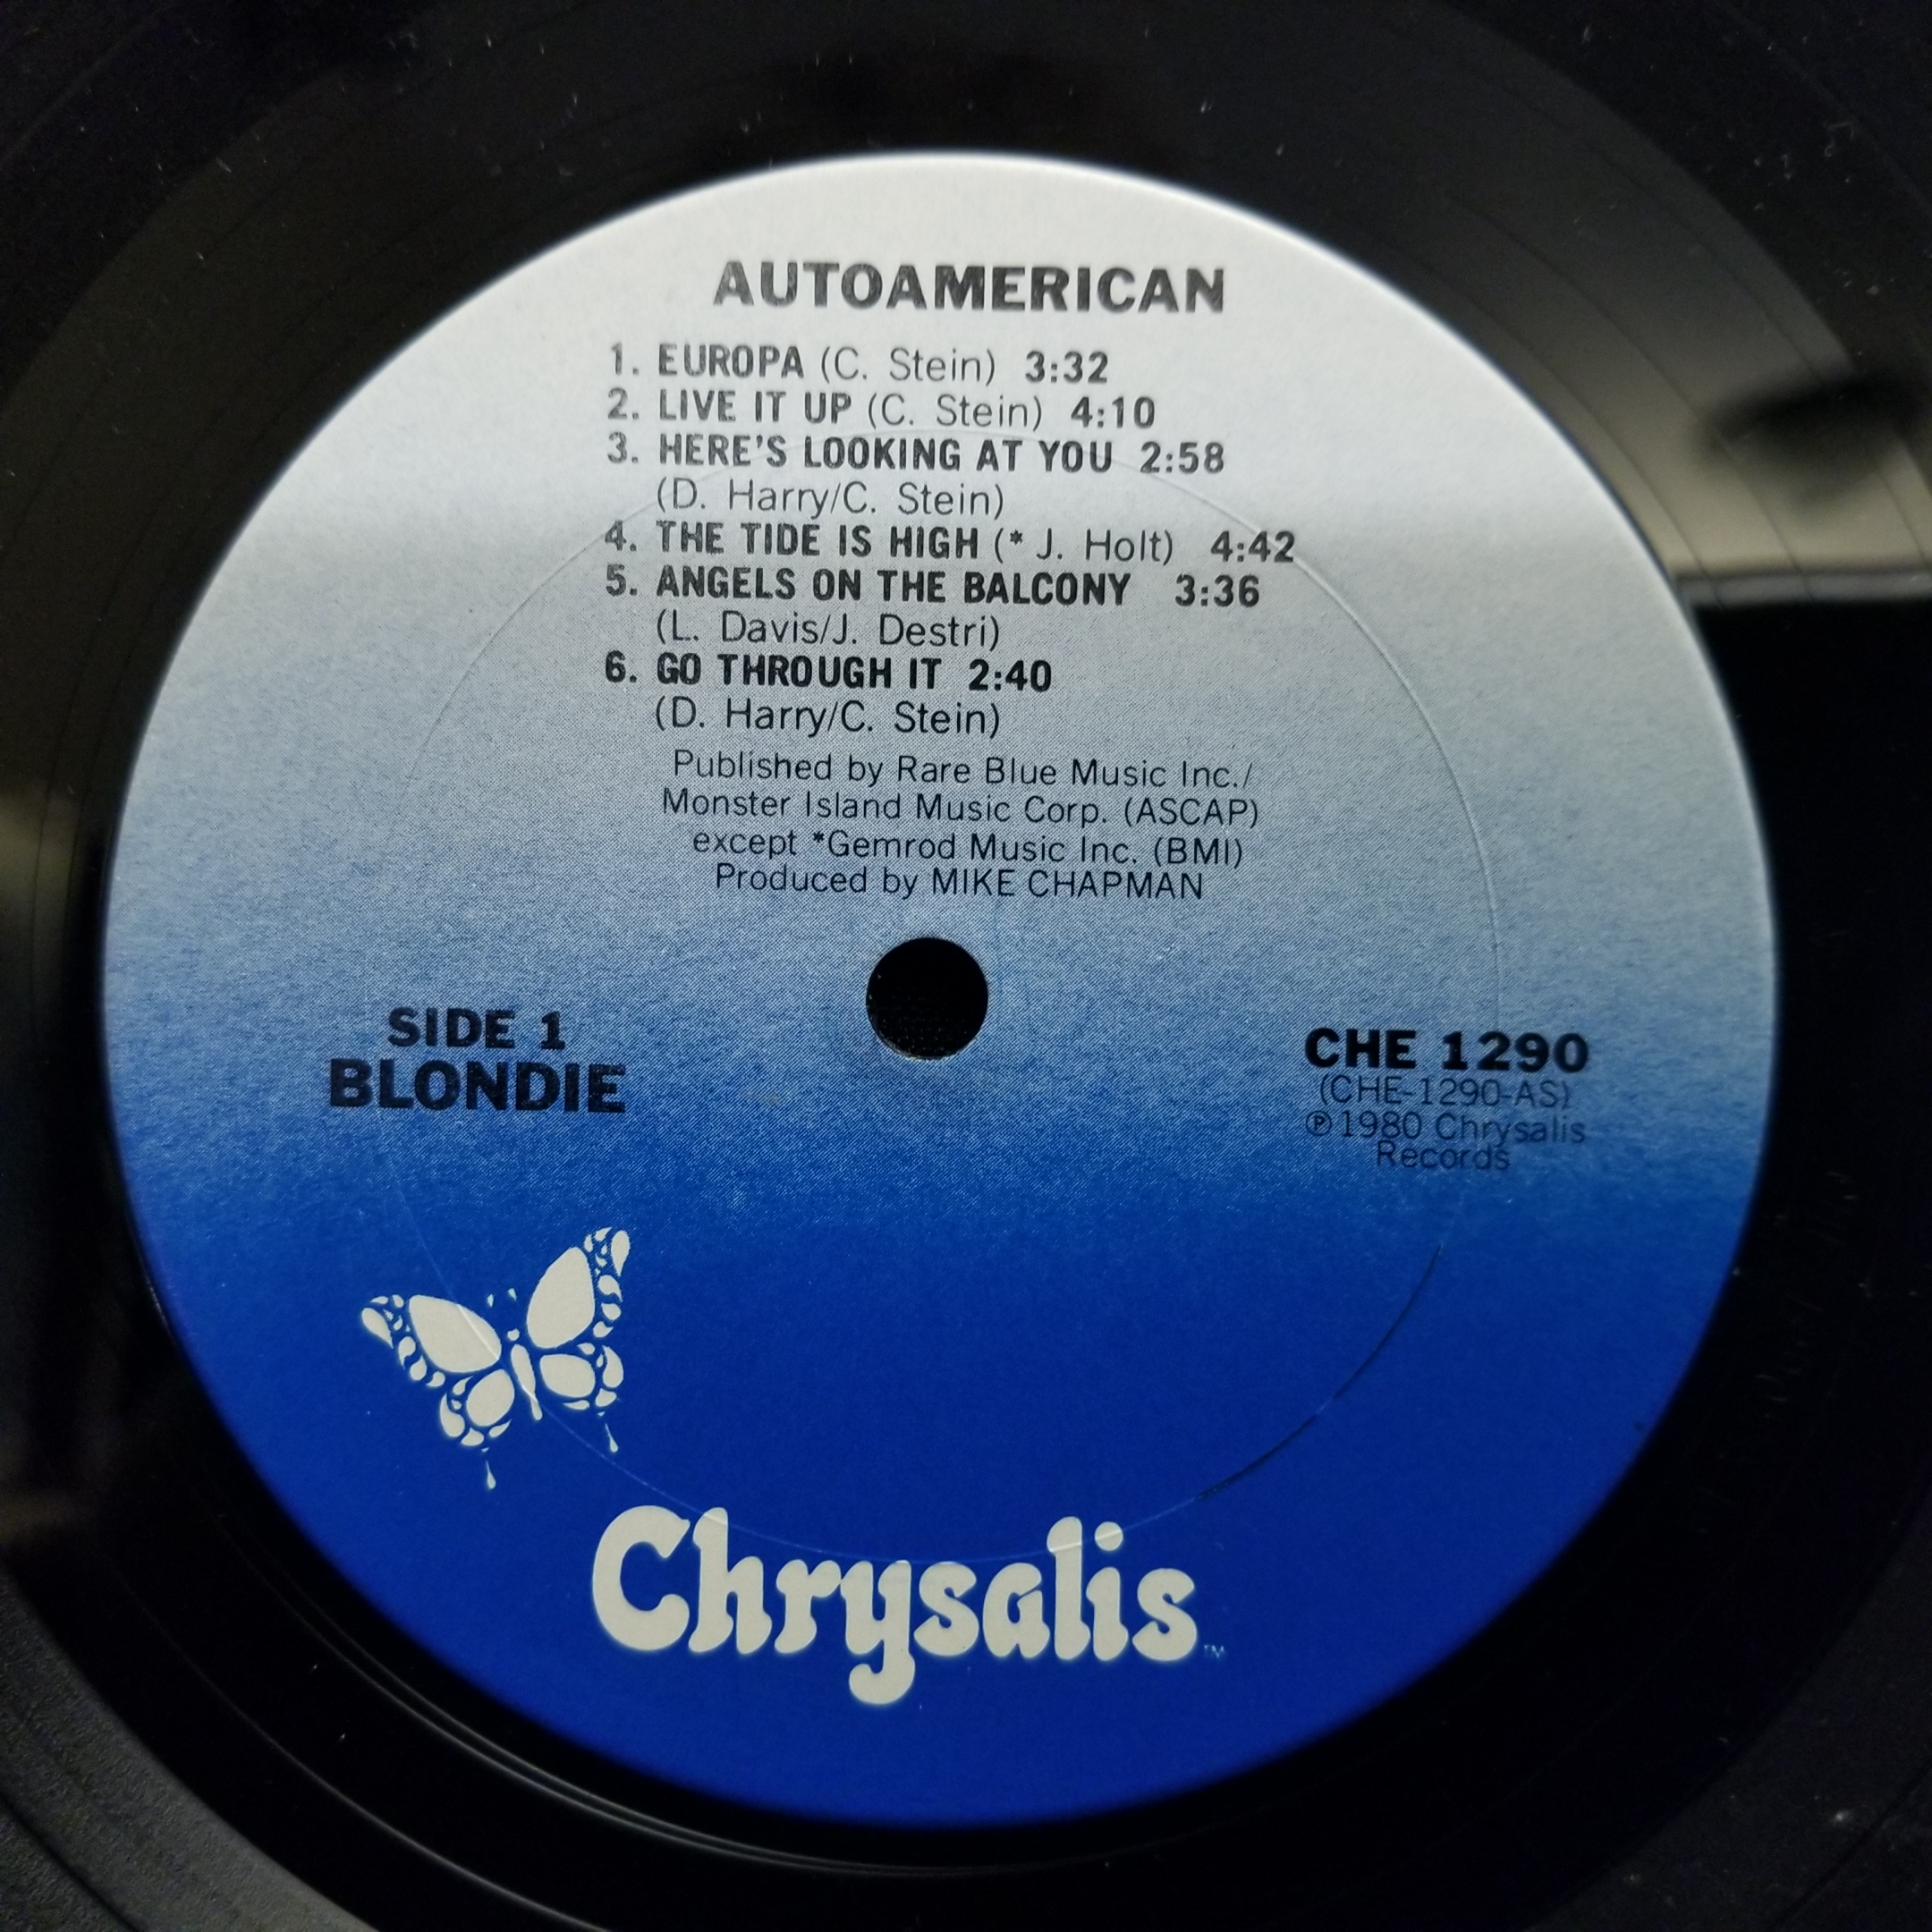 AUTOAMERICAN
1. EUROPA (C. Stein) 3:32
2. LIVE IT UP (C. Stein) 4:10
3. HERE'S LOOKING AT YOU 2:58
(D. Harry/C. Stein)
4. THE TIDE IS HIGH (* J. Holt) 4:42
5. ANGELS ON THE BALCONY 3:36
(L. Davis/J. Destri)
6. GO THROUGH IT 2:40
(D. Harry/C. Stein)
Published by Rare Blue Music Inc./
Monster Island Music Corp. (ASCAP)
except *Gemrod Music Inc. (BMI)
Produced by MIKE CHAPMAN
SIDE 1
BLONDIE
CHE 1290
(CHE-1290-AS)
℗ 1980 Chrysalis
Records
Chrysalis™